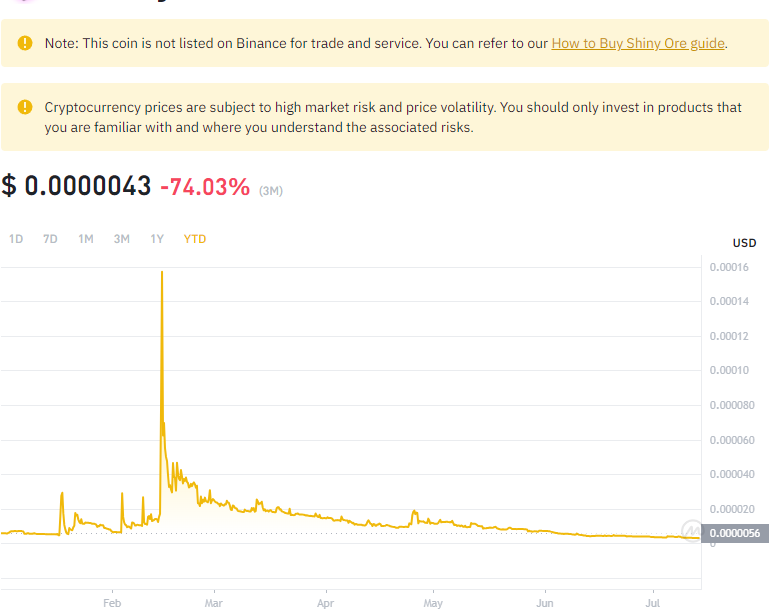 Note: This coin is not listed on Binance for trade and service. You can refer to our How to Buy Shiny Ore guide.
Cryptocurrency prices are subject to high market risk and price volatility. You should only invest in products that
you are familiar with and where you understand the associated risks.
$ 0.0000043 -74.03% (3M)
1D 7D 1M 3M 1Y YTD
USD
0.00016
0.00014
0.00012
0.00010
0.000080
0.000060
0.000040
0.000020
0.0000056
0
Feb Mar Apr May Jun Jul